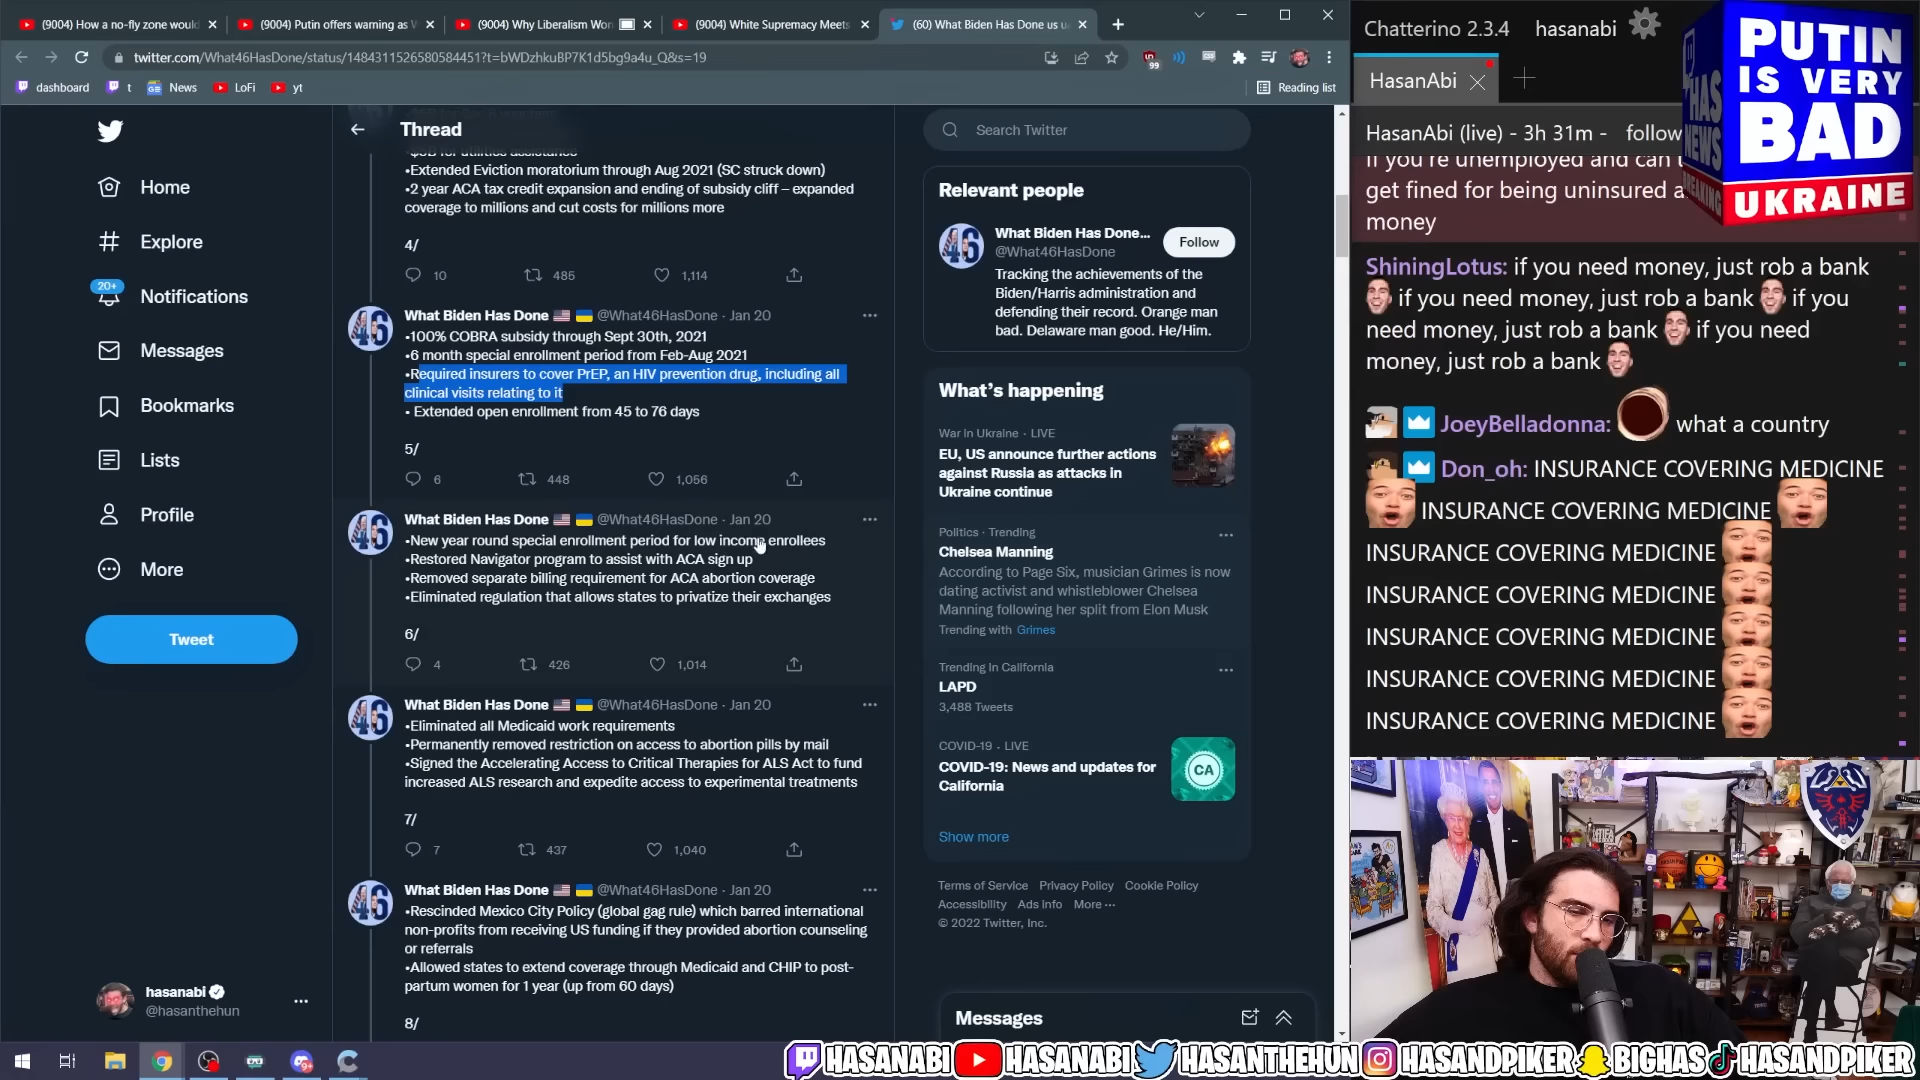 (9004) How a no-fly zone would
(9004) Putin offers warning as W
(9004) Why Liberalism Won
(9004) White Supremacy Meets
(60) What Biden Has Done us u
twitter.com/What46HasDone/status/1484311526580584451?t=bWDzhkuBP7K1d5bg9a4u_Q&s=19
99
dashboard
t
News
LoFi
yt
Reading list
Home
Explore
20+
Notifications
Messages
Bookmarks
Lists
Profile
More
Tweet
hasanabi
@hasanthehun
Thread
•Extended Eviction moratorium through Aug 2021 (SC struck down)
•2 year ACA tax credit expansion and ending of subsidy cliff – expanded
coverage to millions and cut costs for millions more
4/
10 485 1,114
What Biden Has Done @What46HasDone · Jan 20
•100% COBRA subsidy through Sept 30th, 2021
•6 month special enrollment period from Feb-Aug 2021
•Required insurers to cover PrEP, an HIV prevention drug, including all
clinical visits relating to it
• Extended open enrollment from 45 to 76 days
5/
6 448 1,056
What Biden Has Done @What46HasDone · Jan 20
•New year round special enrollment period for low income enrollees
•Restored Navigator program to assist with ACA sign up
•Removed separate billing requirement for ACA abortion coverage
•Eliminated regulation that allows states to privatize their exchanges
6/
4 426 1,014
What Biden Has Done @What46HasDone · Jan 20
•Eliminated all Medicaid work requirements
•Permanently removed restriction on access to abortion pills by mail
•Signed the Accelerating Access to Critical Therapies for ALS Act to fund
increased ALS research and expedite access to experimental treatments
7/
7 437 1,040
What Biden Has Done @What46HasDone · Jan 20
•Rescinded Mexico City Policy (global gag rule) which barred international
non-profits from receiving US funding if they provided abortion counseling
or referrals
•Allowed states to extend coverage through Medicaid and CHIP to post-
partum women for 1 year (up from 60 days)
8/
Search Twitter
Relevant people
46
What Biden Has Done...
@What46HasDone
Follow
Tracking the achievements of the
Biden/Harris administration and
defending their record. Orange man
bad. Delaware man good. He/Him.
What's happening
War in Ukraine · LIVE
EU, US announce further actions
against Russia as attacks in
Ukraine continue
Politics · Trending
Chelsea Manning
According to Page Six, musician Grimes is now
dating activist and whistleblower Chelsea
Manning following her split from Elon Musk
Trending with Grimes
Trending in California
LAPD
3,488 Tweets
COVID-19 · LIVE
COVID-19: News and updates for
California
CA
Show more
Terms of Service Privacy Policy Cookie Policy
Accessibility Ads info More ···
© 2022 Twitter, Inc.
Messages
Chatterino 2.3.4 hasanabi
HasanAbi
HasanAbi (live) - 3h 31m - follow
PUTIN
IS VERY
BAD
UKRAINE
HAS
NEWS
if you're unemployed and can
get fined for being uninsured a
money
ShiningLotus: if you need money, just rob a bank
if you need money, just rob a bank if you
need money, just rob a bank if you need
money, just rob a bank
JoeyBelladonna: what a country
Don_oh: INSURANCE COVERING MEDICINE
INSURANCE COVERING MEDICINE
INSURANCE COVERING MEDICINE
INSURANCE COVERING MEDICINE
INSURANCE COVERING MEDICINE
INSURANCE COVERING MEDICINE
INSURANCE COVERING MEDICINE
HASANABI HASANABI HASANTHEHUN HASANDPIKER BIGHAS HASANDPIKER